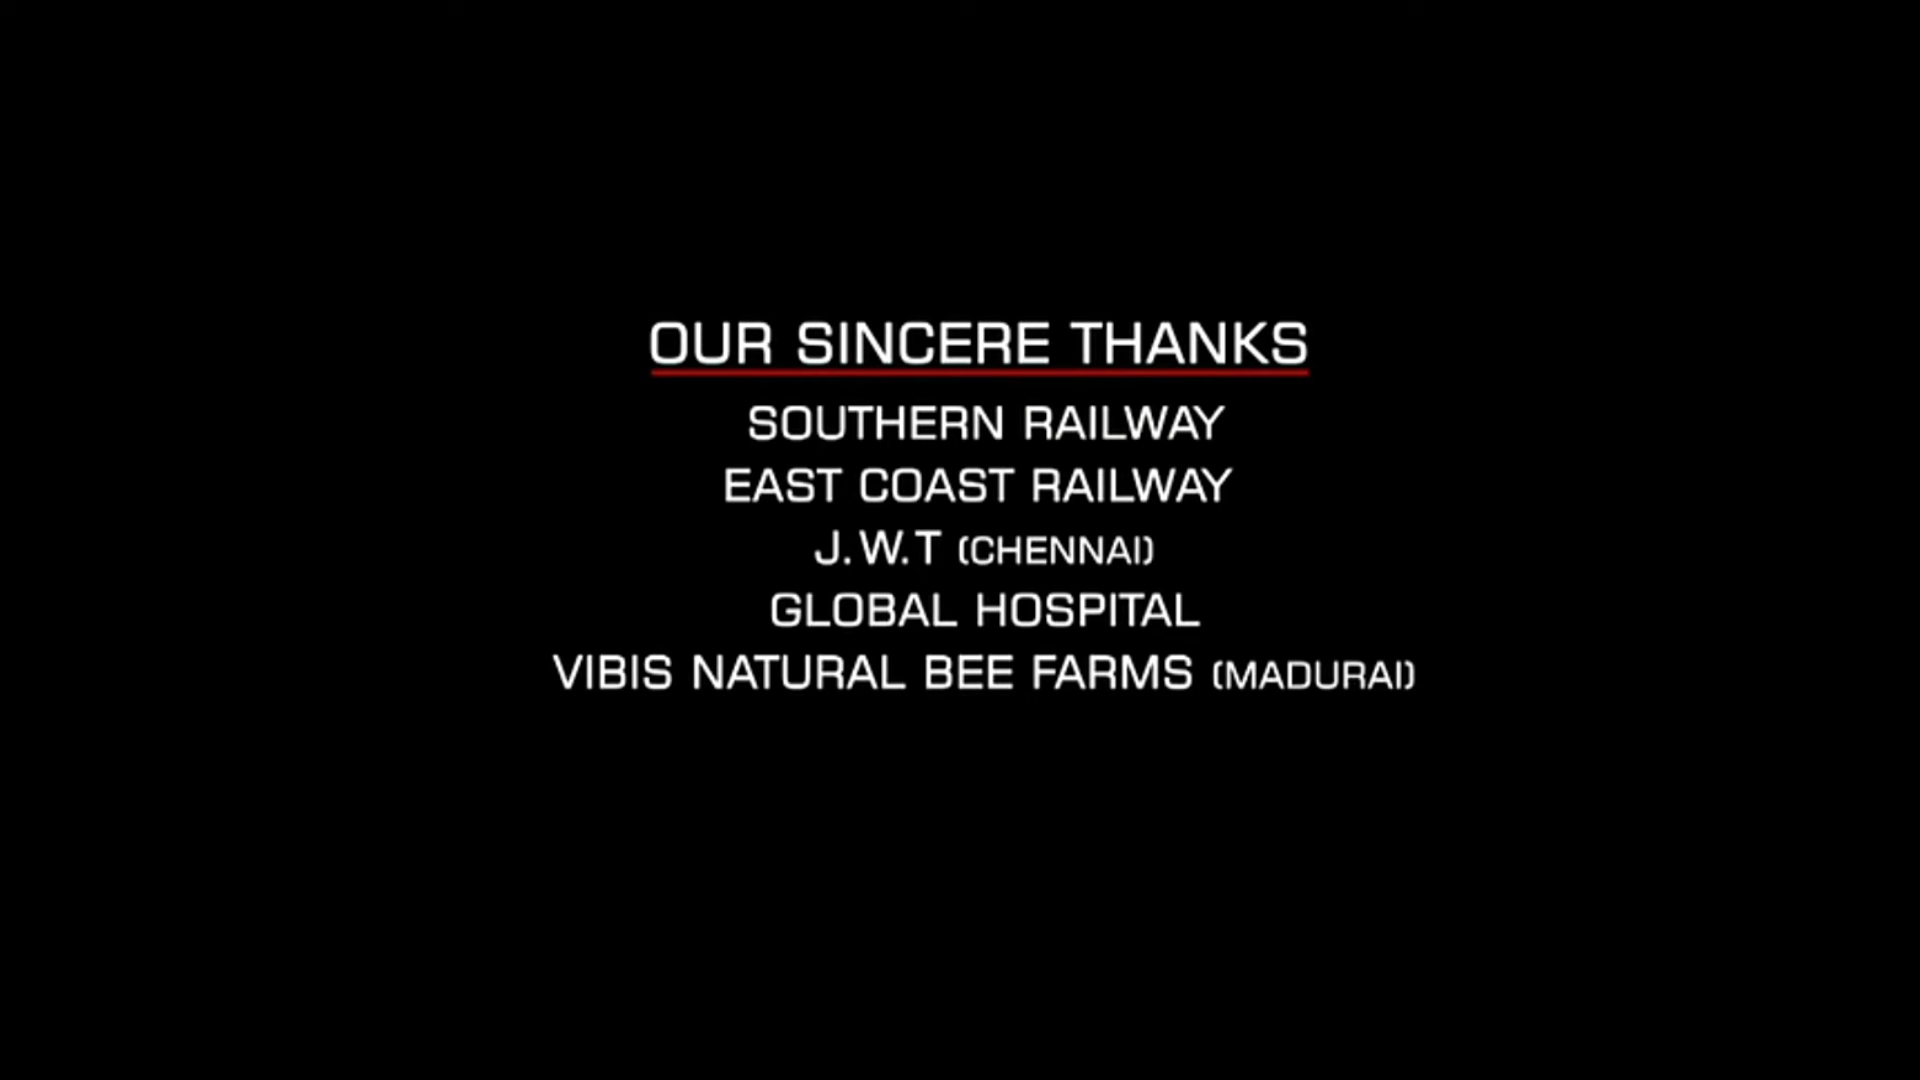 OUR SINCERE THANKS
SOUTHERN RAILWAY
EAST COAST RAILWAY
J.W.T (CHENNAI)
GLOBAL HOSPITAL
VIBIS NATURAL BEE FARMS (MADURAI)